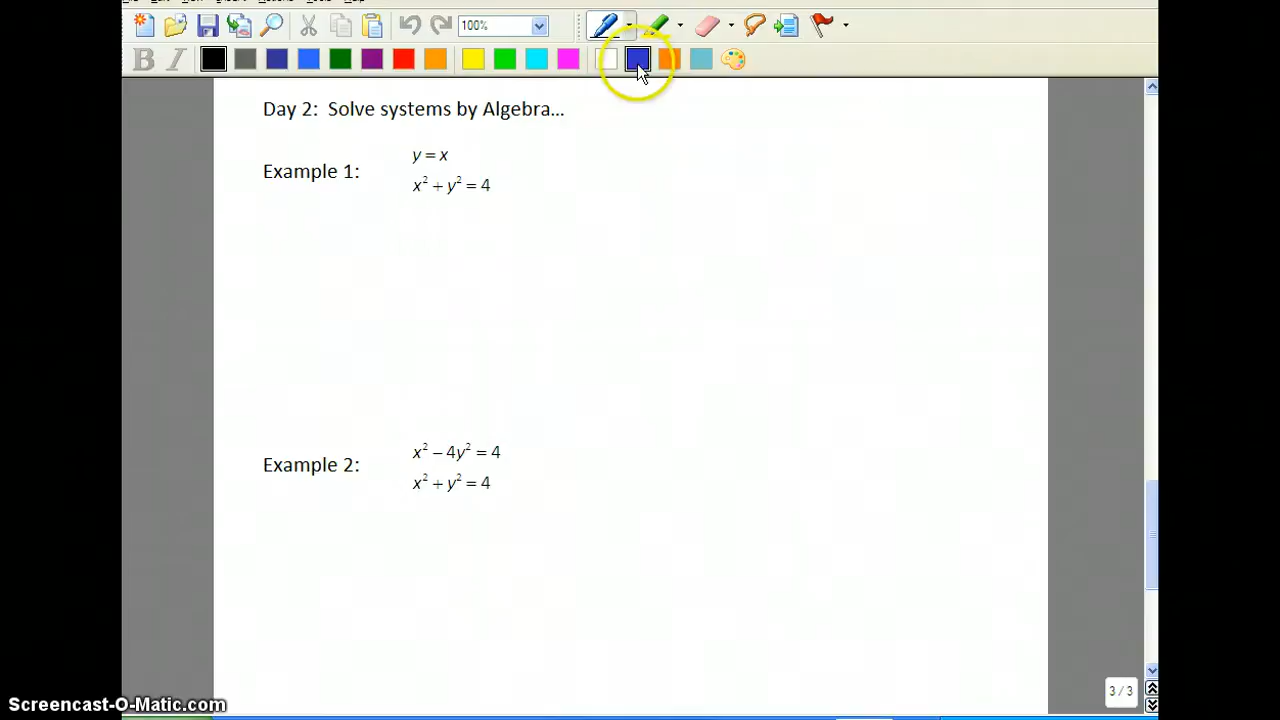 100%
B I
Day 2: Solve systems by Algebra...
y = x
Example 1:
x² + y² = 4
x² – 4y² = 4
Example 2:
x² + y² = 4
3 / 3
Screencast-O-Matic.com